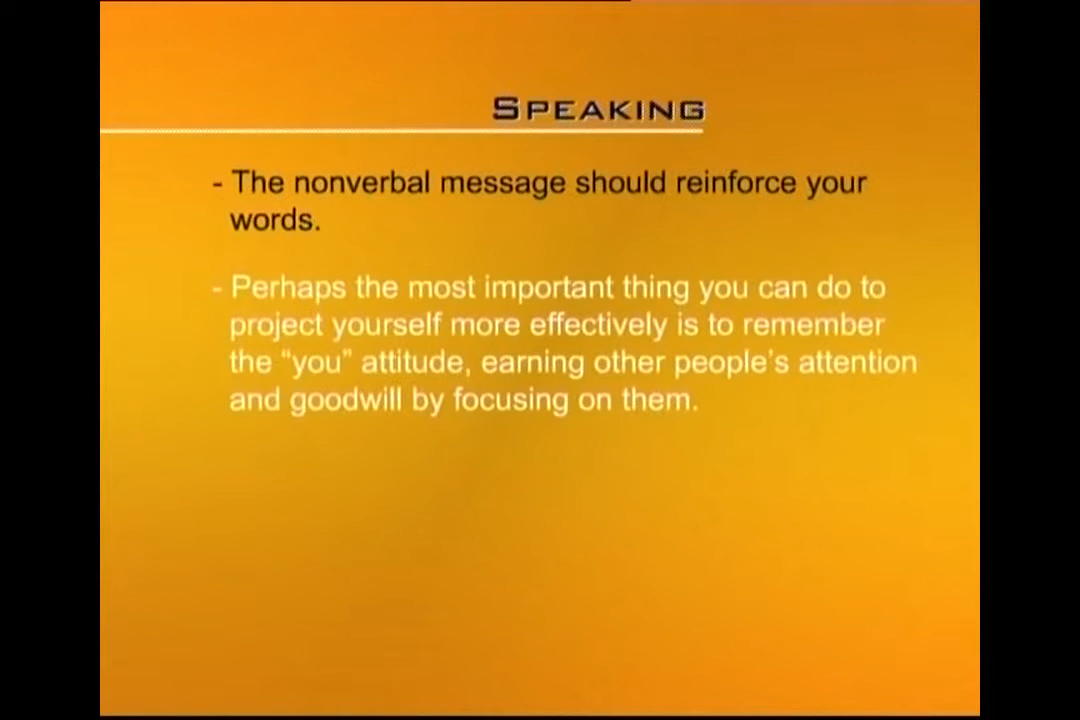 SPEAKING
- The nonverbal message should reinforce your
words.
- Perhaps the most important thing you can do to
project yourself more effectively is to remember
the “you” attitude, earning other people’s attention
and goodwill by focusing on them.